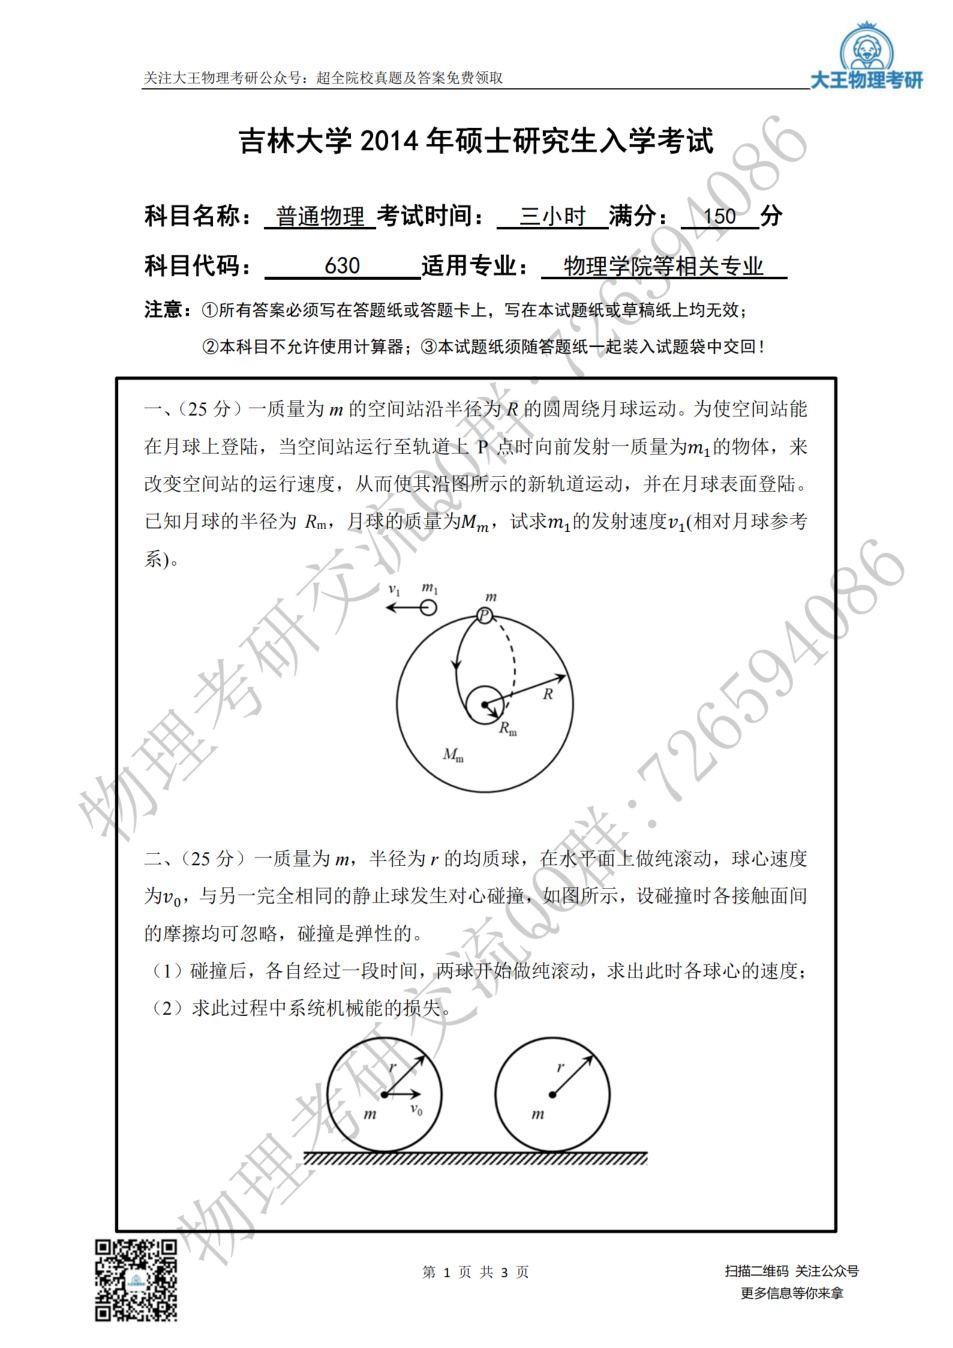 关注大王物理考研公众号：超全院校真题及答案免费领取
大王物理考研
吉林大学 2014 年硕士研究生入学考试
科目名称： 普通物理 考试时间： 三小时 满分： 150 分
科目代码： 630 适用专业： 物理学院等相关专业
注意：①所有答案必须写在答题纸或答题卡上，写在本试题纸或草稿纸上均无效；
②本科目不允许使用计算器；③本试题纸须随答题纸一起装入试题袋中交回！
一、（25 分）一质量为 m 的空间站沿半径为 R 的圆周绕月球运动。为使空间站能
在月球上登陆，当空间站运行至轨道上 P 点时向前发射一质量为m₁的物体，来
改变空间站的运行速度，从而使其沿图所示的新轨道运动，并在月球表面登陆。
已知月球的半径为 Rm，月球的质量为Mₘ，试求m₁的发射速度v₁(相对月球参考
系)。
v₁ m₁ m
P
R
Rₘ
Mₘ
二、（25 分）一质量为 m，半径为 r 的均质球，在水平面上做纯滚动，球心速度
为v₀，与另一完全相同的静止球发生对心碰撞，如图所示，设碰撞时各接触面间
的摩擦均可忽略，碰撞是弹性的。
（1）碰撞后，各自经过一段时间，两球开始做纯滚动，求出此时各球心的速度；
（2）求此过程中系统机械能的损失。
r r
m v₀ m
物理考研交流QQ群：726594086
物理考研交流QQ群：726594086
大王物理考研
第 1 页 共 3 页
扫描二维码 关注公众号
更多信息等你来拿